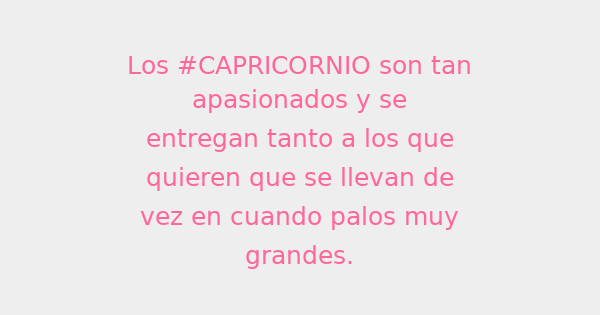 Los #CAPRICORNIO son tan
apasionados y se
entregan tanto a los que
quieren que se llevan de
vez en cuando palos muy
grandes.